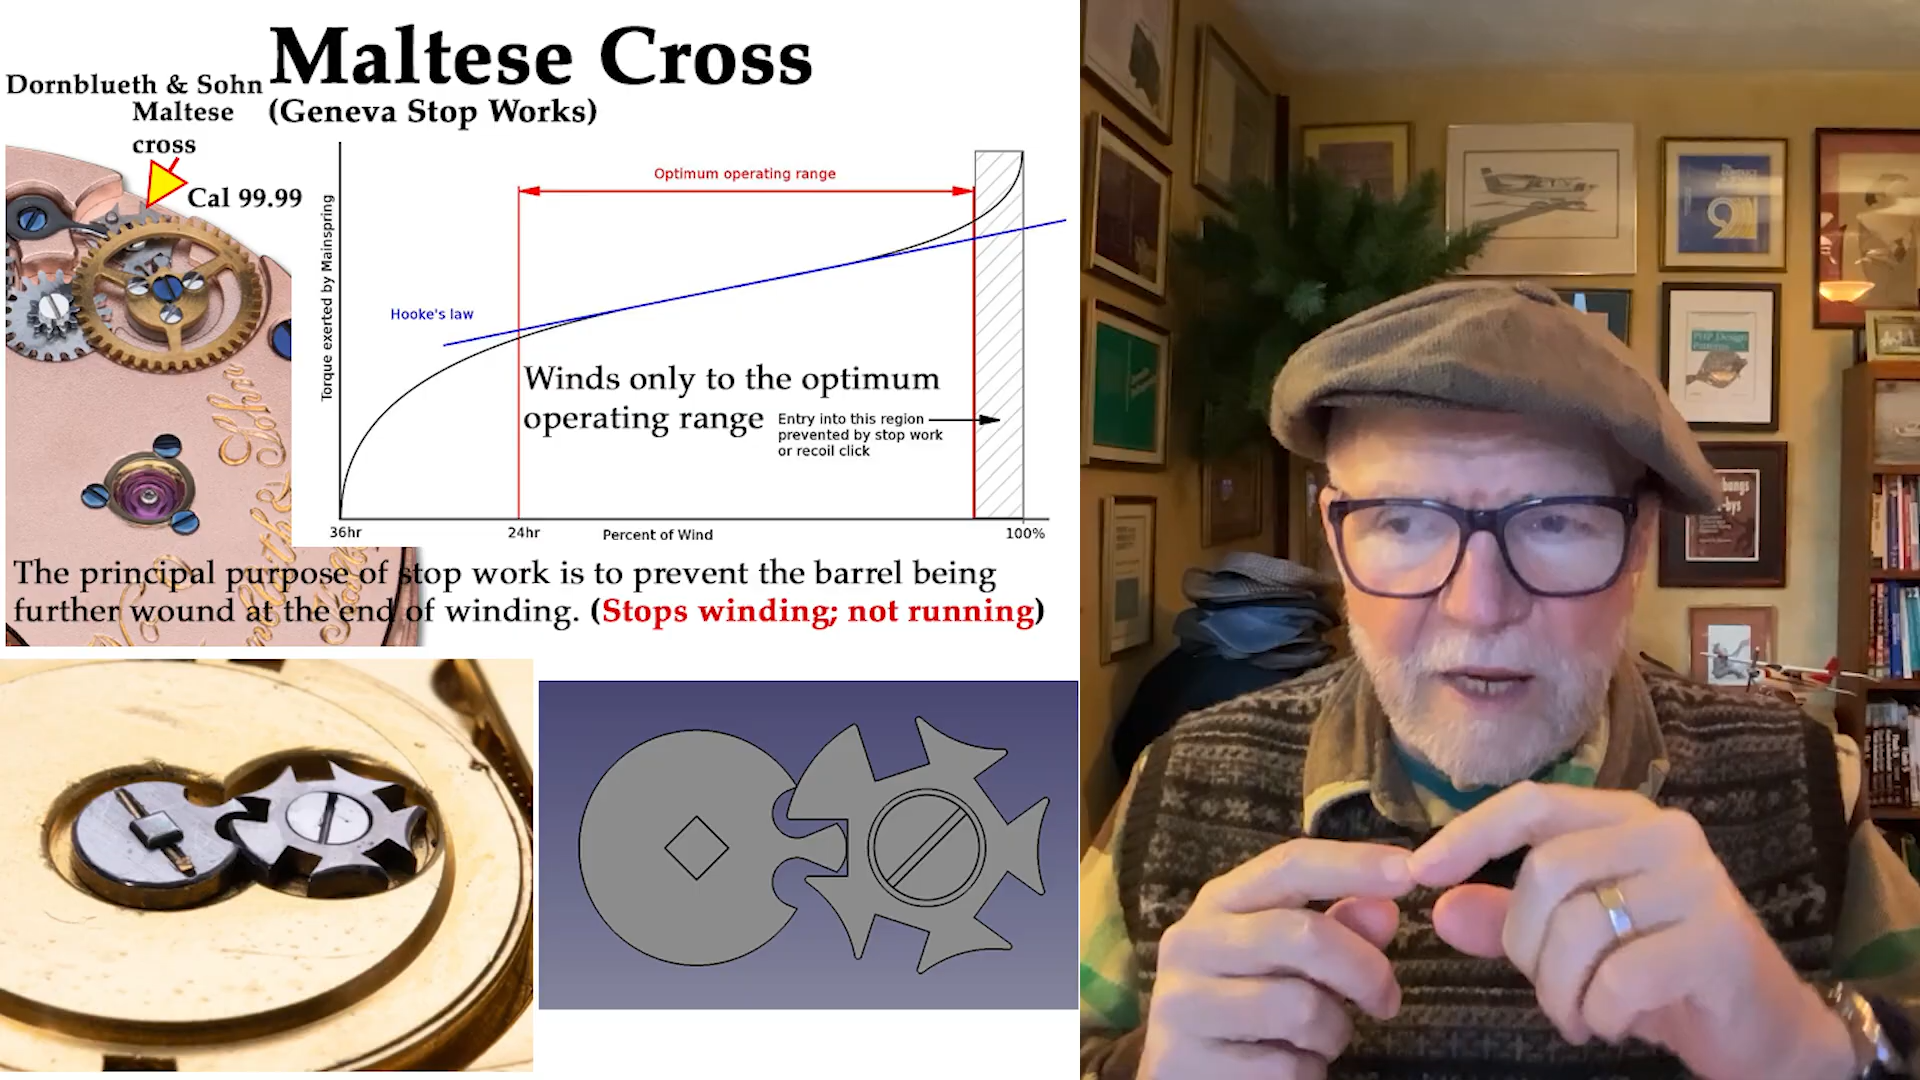 Maltese Cross
(Geneva Stop Works)
Dornblueth & Sohn
Maltese
cross
Cal 99.99
Optimum operating range
Torque exerted by Mainspring
Hooke's law
Winds only to the optimum
operating range
Entry into this region
prevented by stop work
or recoil click
36hr
24hr
Percent of Wind
100%
The principal purpose of stop work is to prevent the barrel being
further wound at the end of winding. (Stops winding; not running)
PHP Design
Patterns